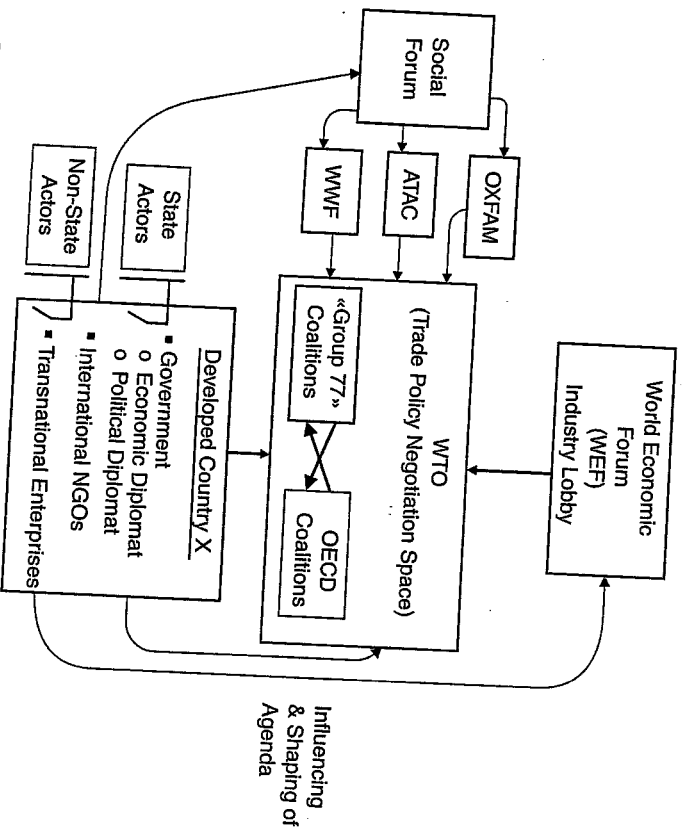 World Economic
Forum
(WEF)
Industry Lobby
Social
Forum
OXFAM
ATAC
WWF
WTO
(Trade Policy Negotiation Space)
«Group 77»
Coalitions
OECD
Coalitions
State
Actors
Non-State
Actors
Developed Country X
▪ Government
o Economic Diplomat
o Political Diplomat
▪ International NGOs
▪ Transnational Enterprises
Influencing
& Shaping of
Agenda